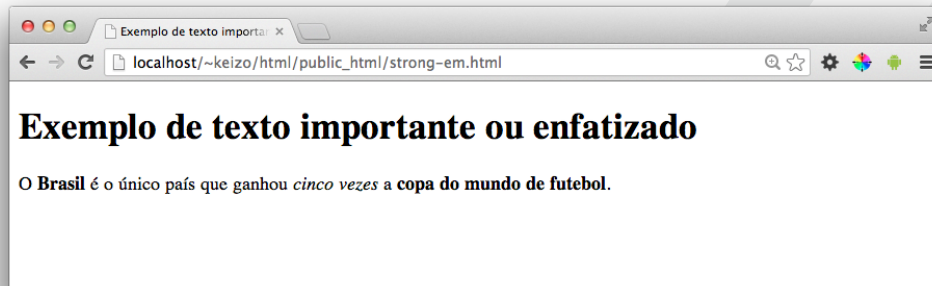 Exemplo de texto importar
localhost/~keizo/html/public_html/strong-em.html
Exemplo de texto importante ou enfatizado
O Brasil é o único país que ganhou cinco vezes a copa do mundo de futebol.